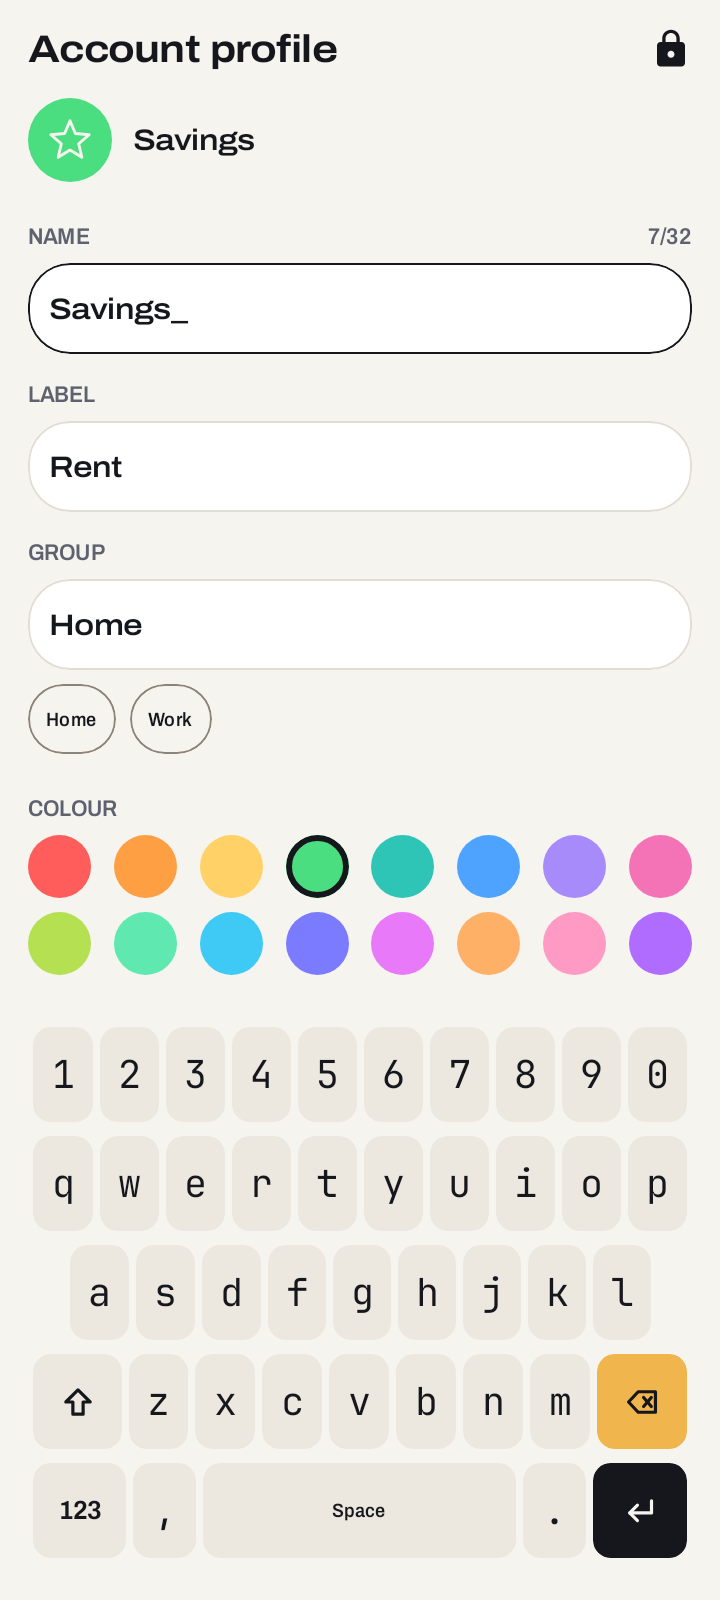 Account profile
Savings
NAME 7/32
Savings_
LABEL
Rent
GROUP
Home
Home Work
COLOUR
1 2 3 4 5 6 7 8 9 0
q w e r t y u i o p
a s d f g h j k l
z x c v b n m
123 , Space .